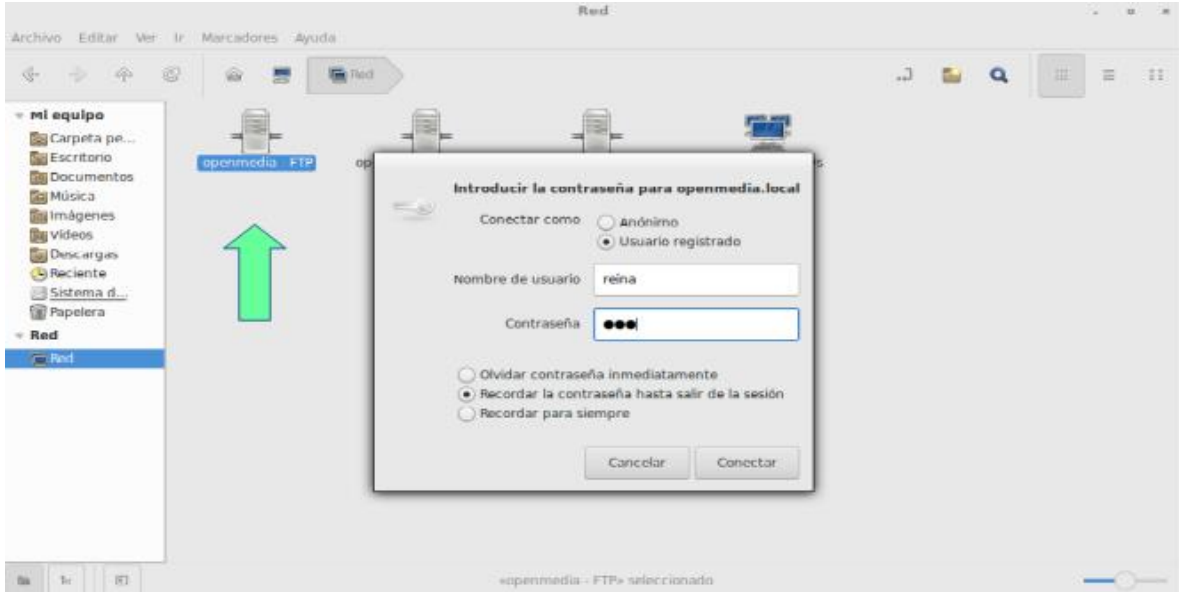 Red
Archivo Editar Ver Ir Marcadores Ayuda
Red
Mi equipo
Carpeta pe...
Escritorio
Documentos
Música
Imágenes
Vídeos
Descargas
Reciente
Sistema d...
Papelera
Red
Red
openmedia - FTP
op
s
Introducir la contraseña para openmedia.local
Conectar como
Anónimo
Usuario registrado
Nombre de usuario
reina
Contraseña
Olvidar contraseña inmediatamente
Recordar la contraseña hasta salir de la sesión
Recordar para siempre
Cancelar
Conectar
«openmedia - FTP» seleccionado